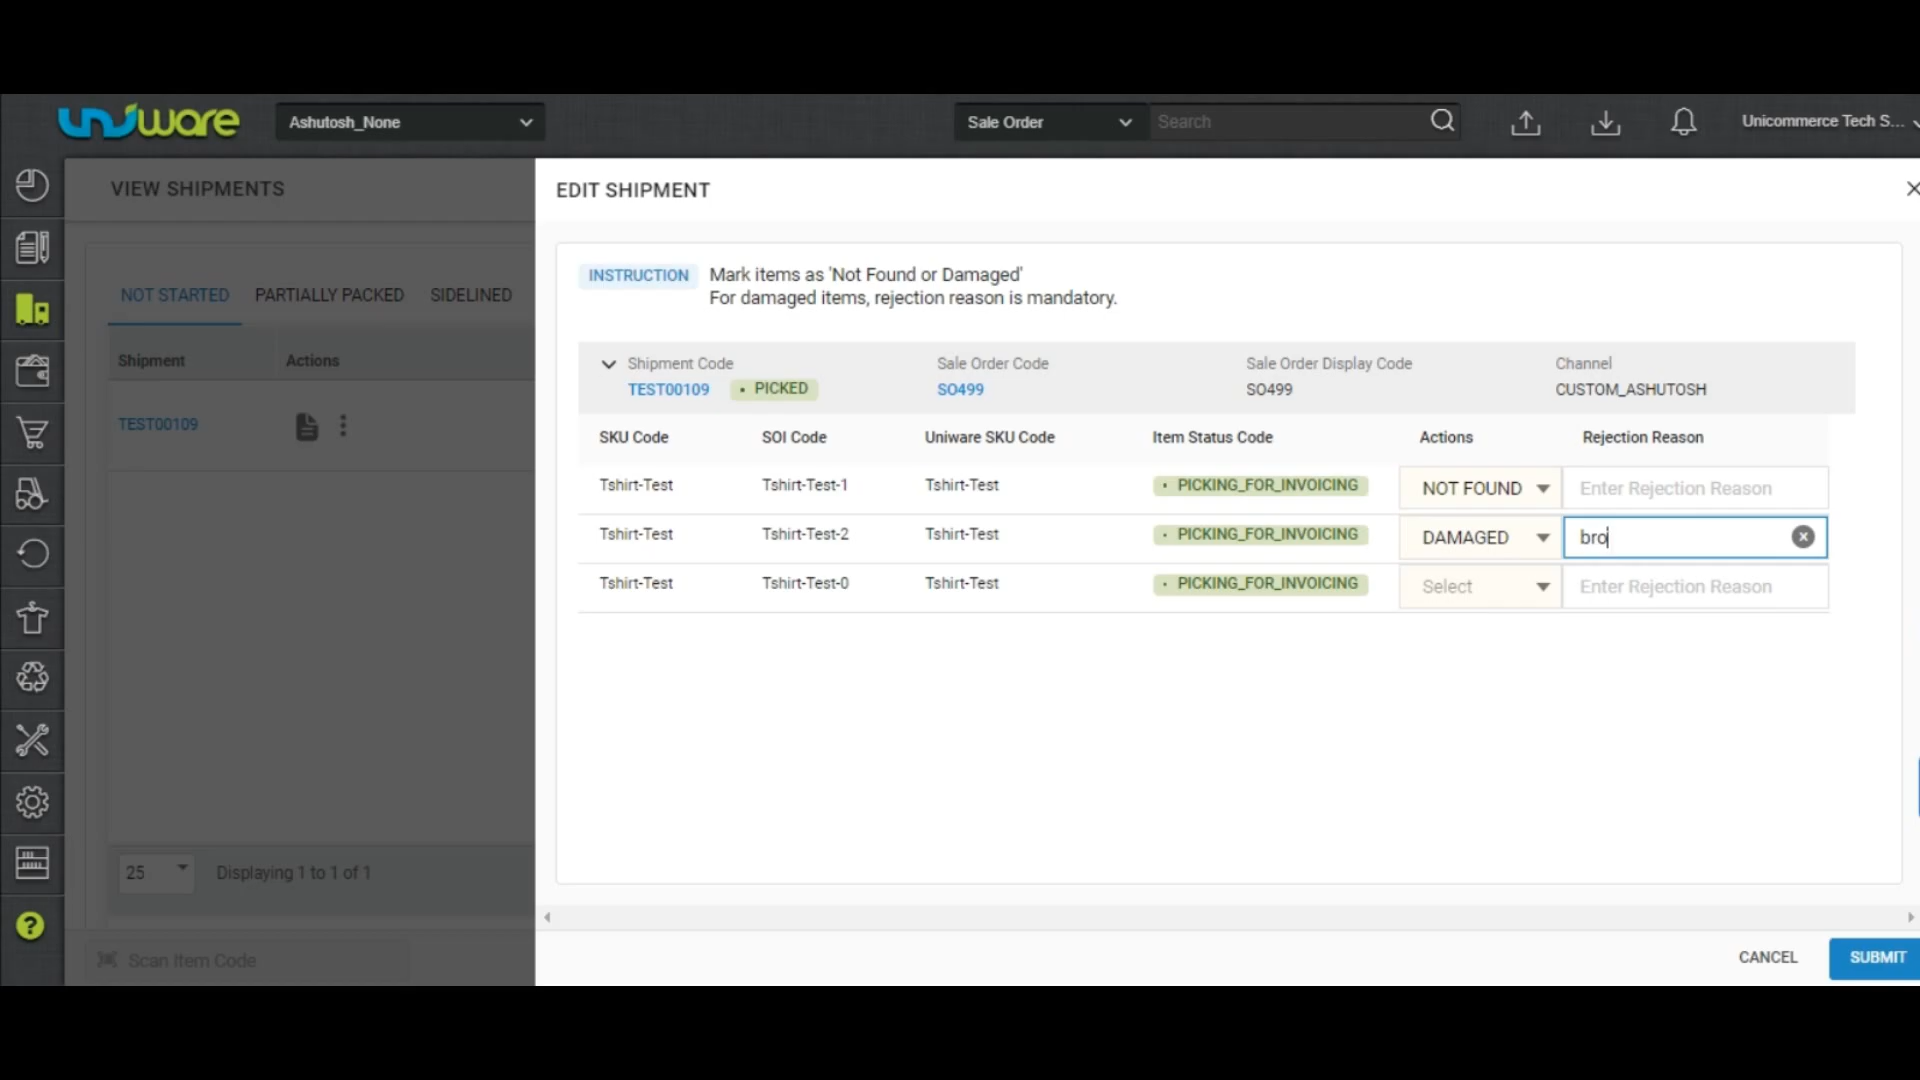 uniware
Ashutosh_None
Sale Order
Search
Unicommerce Tech S...
VIEW SHIPMENTS
EDIT SHIPMENT
NOT STARTED
PARTIALLY PACKED
SIDELINED
Shipment
Actions
TEST00109
25
Displaying 1 to 1 of 1
Scan Item Code
INSTRUCTION
Mark items as 'Not Found or Damaged'
For damaged items, rejection reason is mandatory.
Shipment Code Sale Order Code Sale Order Display Code Channel
TEST00109 • PICKED SO499 SO499 CUSTOM_ASHUTOSH
SKU Code SOI Code Uniware SKU Code Item Status Code Actions Rejection Reason
Tshirt-Test Tshirt-Test-1 Tshirt-Test • PICKING_FOR_INVOICING NOT FOUND Enter Rejection Reason
Tshirt-Test Tshirt-Test-2 Tshirt-Test • PICKING_FOR_INVOICING DAMAGED bro
Tshirt-Test Tshirt-Test-0 Tshirt-Test • PICKING_FOR_INVOICING Select Enter Rejection Reason
?
CANCEL
SUBMIT